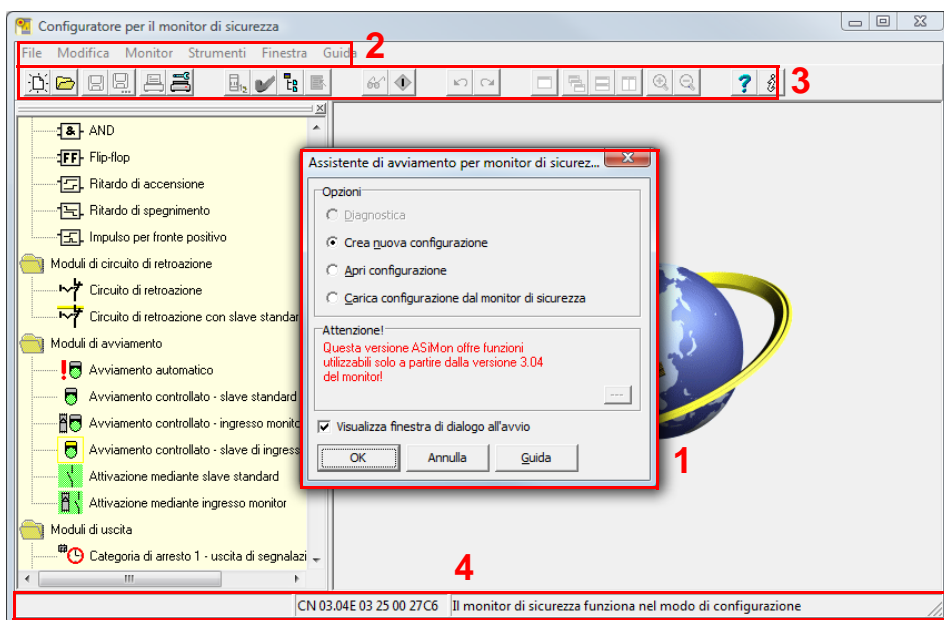 Configuratore per il monitor di sicurezza
File Modifica Monitor Strumenti Finestra Guida
2
3
AND
Flip-flop
Ritardo di accensione
Ritardo di spegnimento
Impulso per fronte positivo
Moduli di circuito di retroazione
Circuito di retroazione
Circuito di retroazione con slave standar
Moduli di avviamento
Avviamento automatico
Avviamento controllato - slave standard
Avviamento controllato - ingresso monito
Avviamento controllato - slave di ingress
Attivazione mediante slave standard
Attivazione mediante ingresso monitor
Moduli di uscita
Categoria di arresto 1 - uscita di segnalazi
Assistente di avviamento per monitor di sicurez...
Opzioni
Diagnostica
Crea nuova configurazione
Apri configurazione
Carica configurazione dal monitor di sicurezza
Attenzione!
Questa versione ASiMon offre funzioni
utilizzabili solo a partire dalla versione 3.04
del monitor!
Visualizza finestra di dialogo all'avvio
OK Annulla Guida
1
4
CN 03.04E 03 25 00 27C6 Il monitor di sicurezza funziona nel modo di configurazione